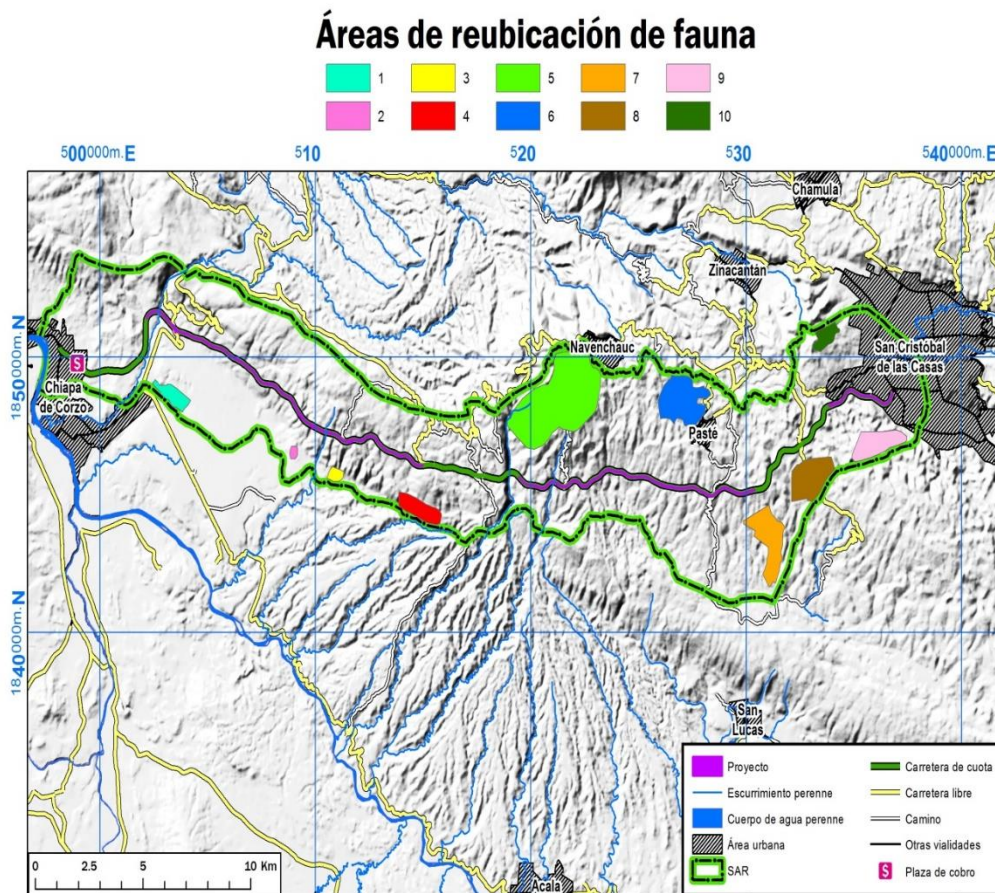 Áreas de reubicación de fauna
1 3 5 7 9
2 4 6 8 10
500000m.E 510 520 530 540000m.E
Chamula
Zinacantán
1850000m.N
Navenchauc
San Cristóbal
de las Casas
S
Chiapa
de Corzo
Pasté
1840000m.N
San
Lucas
Acala
Proyecto
Escurrimiento perenne
Cuerpo de agua perenne
Área urbana
SAR
Carretera de cuota
Carretera libre
Camino
Otras vialidades
S Plaza de cobro
0 2.5 5 10 Km